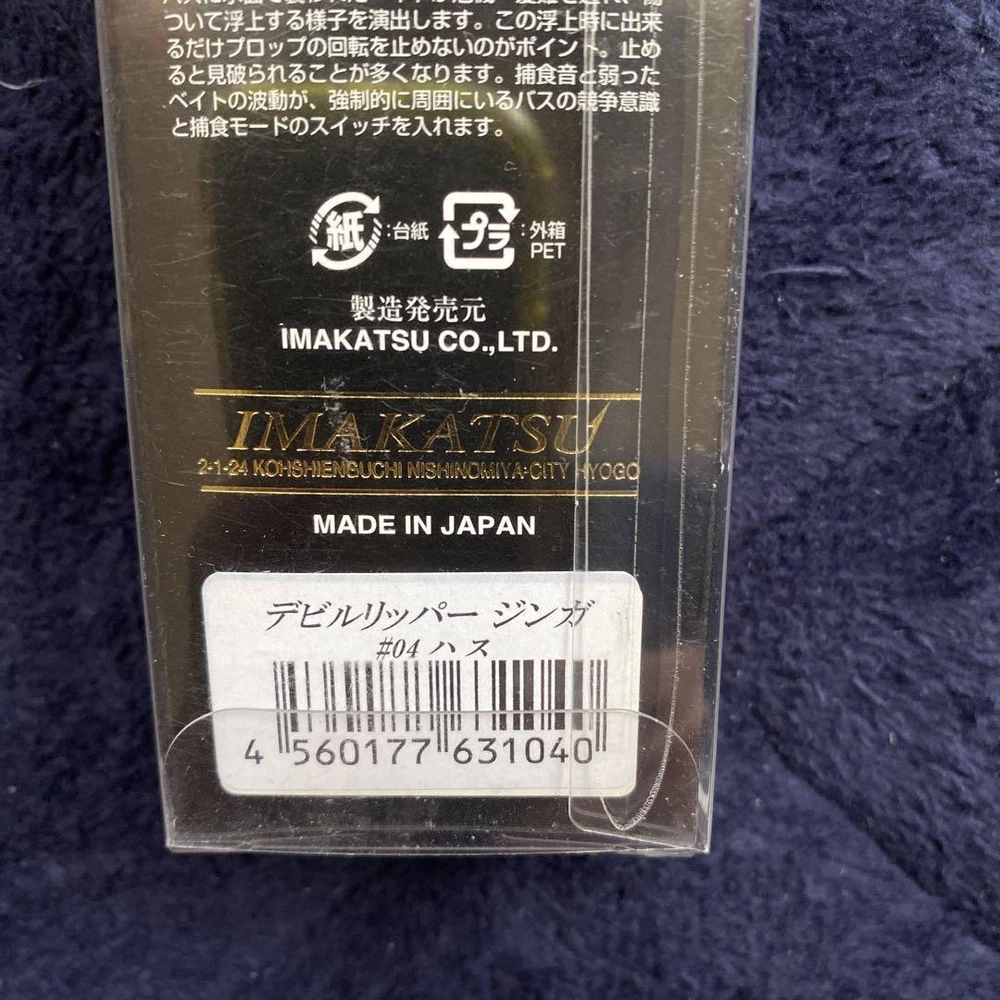 ついて浮上する様子を演出します。この浮上時に出来
るだけプロップの回転を止めないのがポイント。止め
ると見破られることが多くなります。捕食音と弱った
ベイトの波動が、強制的に周囲にいるバスの競争意識
と捕食モードのスイッチを入れます。
紙:台紙 プラ:外箱
PET
製造発売元
IMAKATSU CO.,LTD.
IMAKATSU
2-1-24 KOHSHIENGUCHI NISHINOMIYA-CITY HYOGO
MADE IN JAPAN
デビルリッパー ジンガ
#04 ハス
4 560177 631040